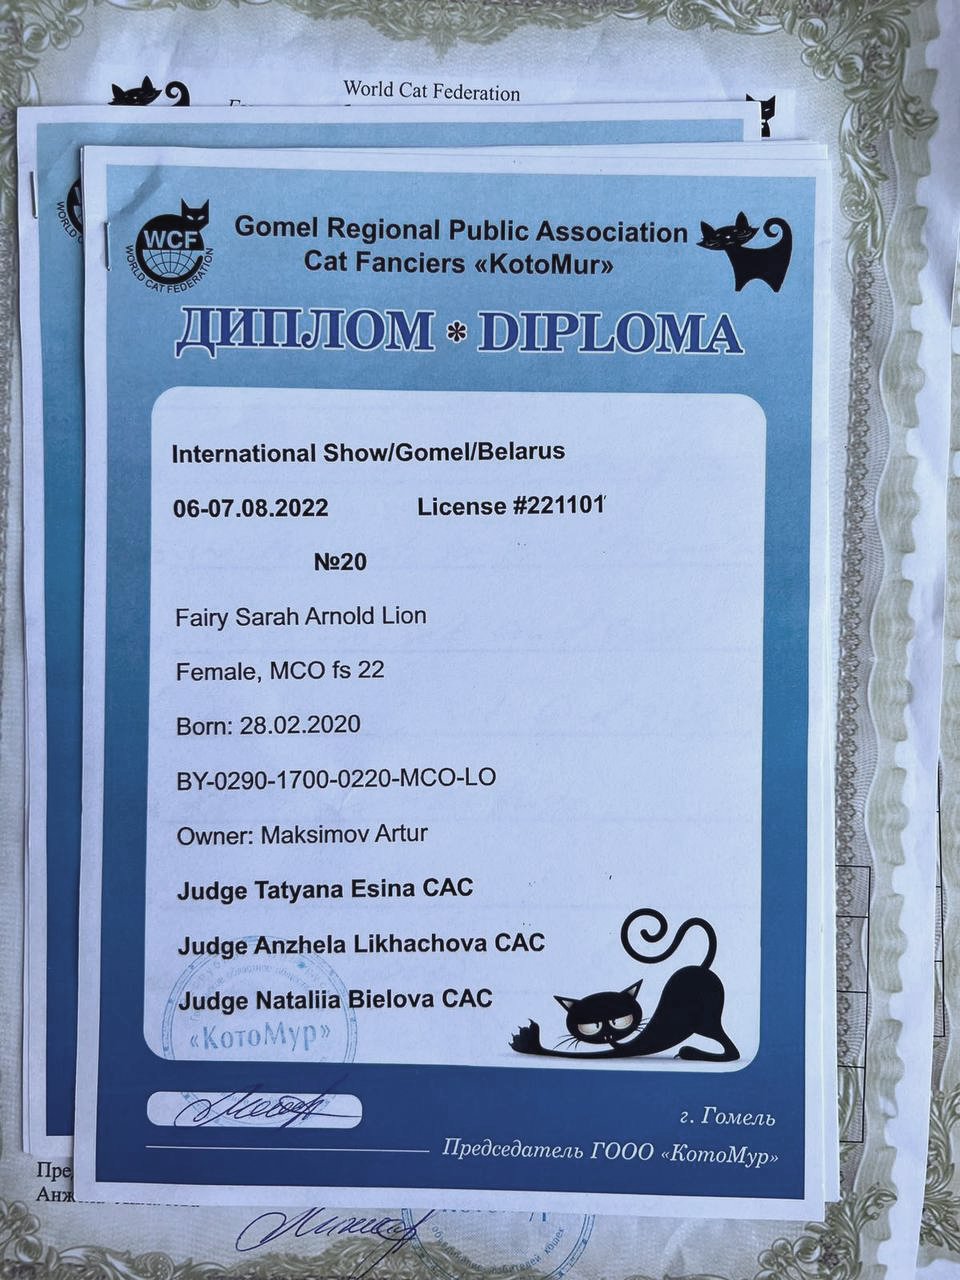 World Cat Federation
WCF
WORLD CAT FEDERATION
Gomel Regional Public Association
Cat Fanciers «KotoMur»
ДИПЛОМ * DIPLOMA
International Show/Gomel/Belarus
06-07.08.2022 License #221101
№20
Fairy Sarah Arnold Lion
Female, MCO fs 22
Born: 28.02.2020
BY-0290-1700-0220-MCO-LO
Owner: Maksimov Artur
Judge Tatyana Esina CAC
Judge Anzhela Likhachova CAC
Judge Nataliia Bielova CAC
«КотоМур»
г. Гомель
Председатель ГООО «КотоМур»